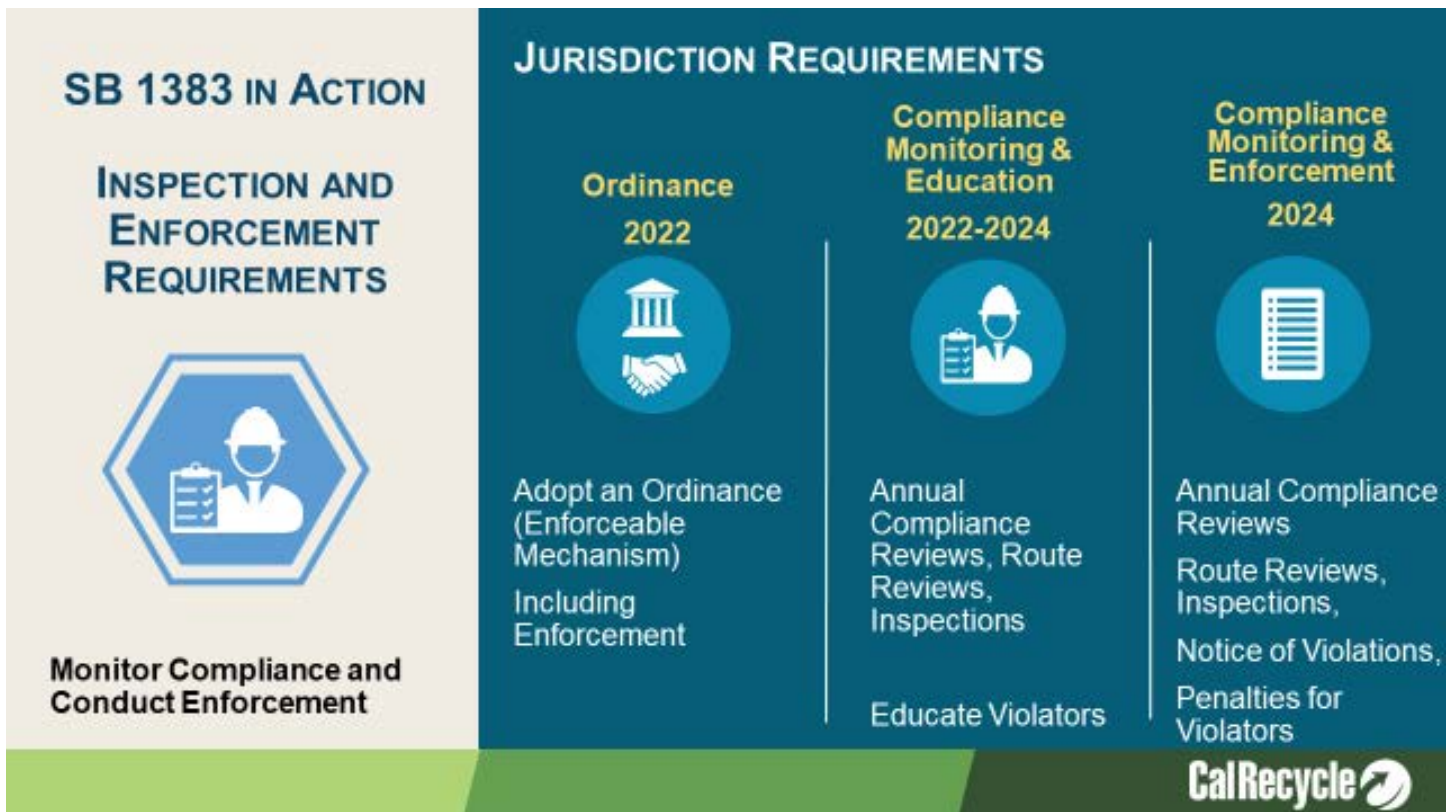 SB 1383 IN ACTION
INSPECTION AND
ENFORCEMENT
REQUIREMENTS
Monitor Compliance and
Conduct Enforcement
JURISDICTION REQUIREMENTS
Ordinance
2022
Adopt an Ordinance
(Enforceable
Mechanism)
Including
Enforcement
Compliance
Monitoring &
Education
2022-2024
Annual
Compliance
Reviews, Route
Reviews,
Inspections
Educate Violators
Compliance
Monitoring &
Enforcement
2024
Annual Compliance
Reviews
Route Reviews,
Inspections,
Notice of Violations,
Penalties for
Violators
CalRecycle